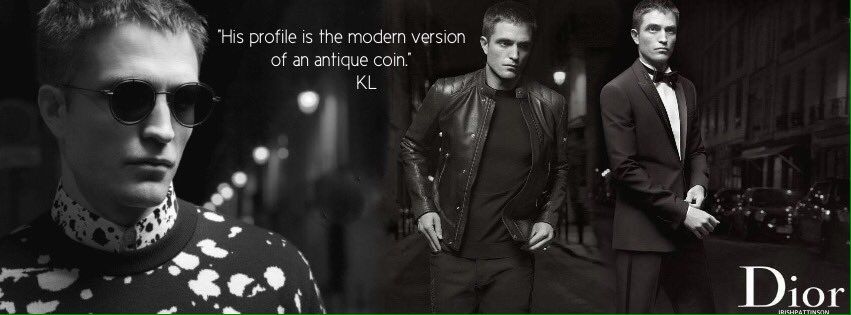 "His profile is the modern version
of an antique coin."
KL
Dior
IRISHPATTINSON